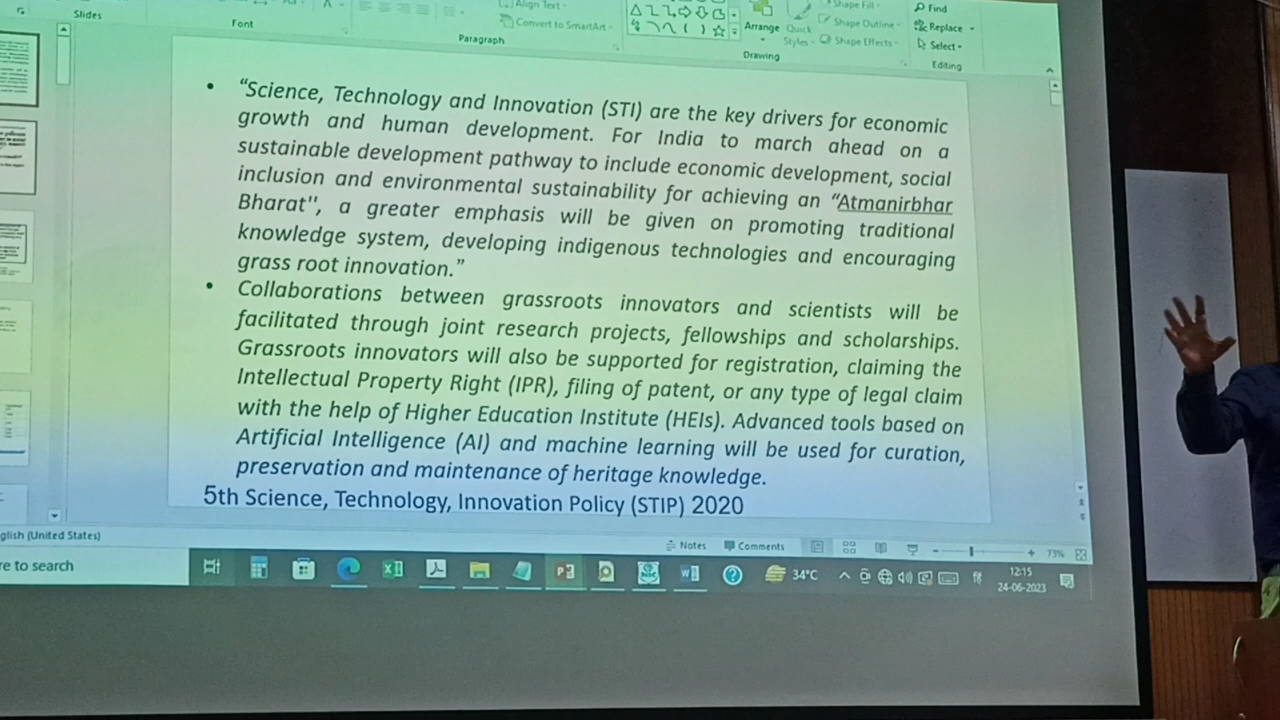 Slides
Font
Paragraph
Align Text
Convert to SmartArt
Arrange
Quick
Styles
Shape Fill
Shape Outline
Shape Effects
Drawing
Find
Replace
Select
Editing
• “Science, Technology and Innovation (STI) are the key drivers for economic
growth and human development. For India to march ahead on a
sustainable development pathway to include economic development, social
inclusion and environmental sustainability for achieving an “Atmanirbhar
Bharat'', a greater emphasis will be given on promoting traditional
knowledge system, developing indigenous technologies and encouraging
grass root innovation.”
• Collaborations between grassroots innovators and scientists will be
facilitated through joint research projects, fellowships and scholarships.
Grassroots innovators will also be supported for registration, claiming the
Intellectual Property Right (IPR), filing of patent, or any type of legal claim
with the help of Higher Education Institute (HEIs). Advanced tools based on
Artificial Intelligence (AI) and machine learning will be used for curation,
preservation and maintenance of heritage knowledge.
5th Science, Technology, Innovation Policy (STIP) 2020
glish (United States)
Notes
Comments
73%
re to search
34°C
12:15
24-06-2023